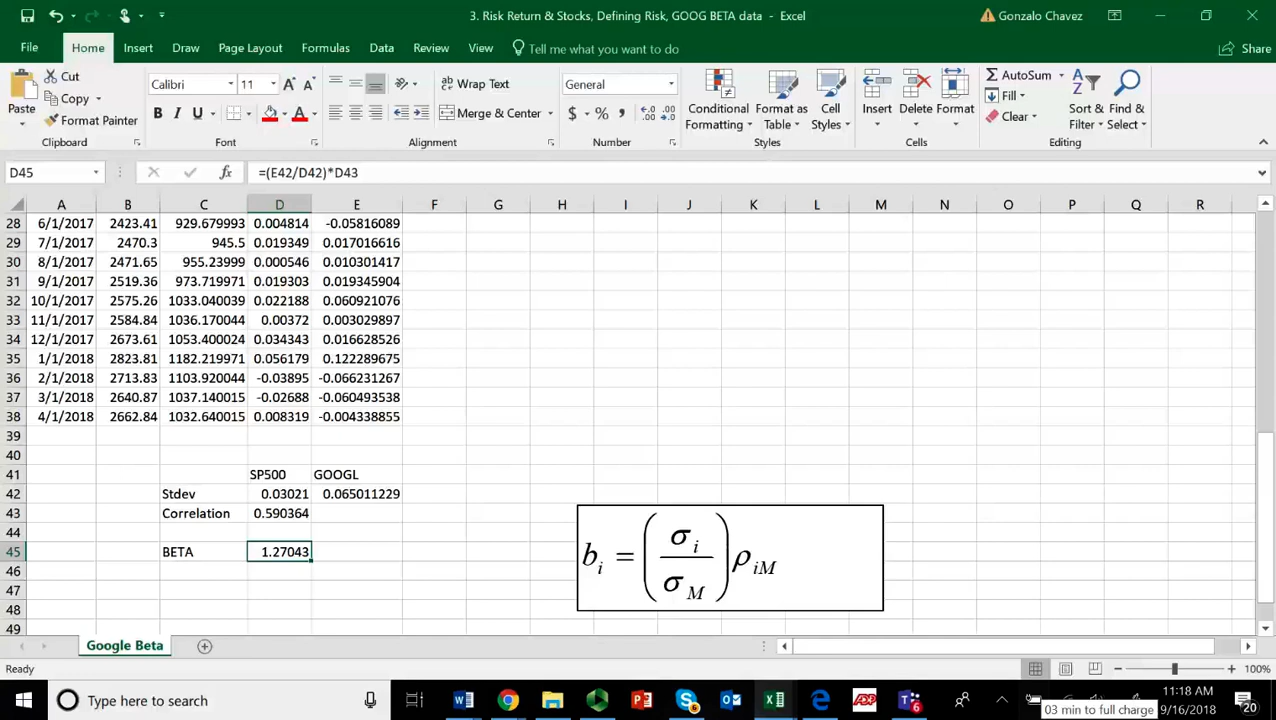 3. Risk Return & Stocks, Defining Risk, GOOG BETA data - Excel
Gonzalo Chavez
File Home Insert Draw Page Layout Formulas Data Review View Tell me what you want to do Share
Paste
Cut
Copy
Format Painter
Clipboard
Calibri 11
B I U
Font
Wrap Text
Merge & Center
Alignment
General
$ % ,
Number
Conditional Formatting
Format as Table
Cell Styles
Styles
Insert Delete Format
Cells
AutoSum
Fill
Clear
Sort & Filter
Find & Select
Editing
D45 fx =(E42/D42)*D43
A B C D E F G H I J K L M N O P Q R
28 6/1/2017 2423.41 929.679993 0.004814 -0.05816089
29 7/1/2017 2470.3 945.5 0.019349 0.017016616
30 8/1/2017 2471.65 955.23999 0.000546 0.010301417
31 9/1/2017 2519.36 973.719971 0.019303 0.019345904
32 10/1/2017 2575.26 1033.040039 0.022188 0.060921076
33 11/1/2017 2584.84 1036.170044 0.00372 0.003029897
34 12/1/2017 2673.61 1053.400024 0.034343 0.016628526
35 1/1/2018 2823.81 1182.219971 0.056179 0.122289675
36 2/1/2018 2713.83 1103.920044 -0.03895 -0.066231267
37 3/1/2018 2640.87 1037.140015 -0.02688 -0.060493538
38 4/1/2018 2662.84 1032.640015 0.008319 -0.004338855
39
40
41 SP500 GOOGL
42 Stdev 0.03021 0.065011229
43 Correlation 0.590364
44
45 BETA 1.27043
46
47
48
49
b_i = (σ_i / σ_M) ρ_iM
Google Beta
Ready 100%
Type here to search
11:18 AM
9/16/2018
03 min to full charge
20